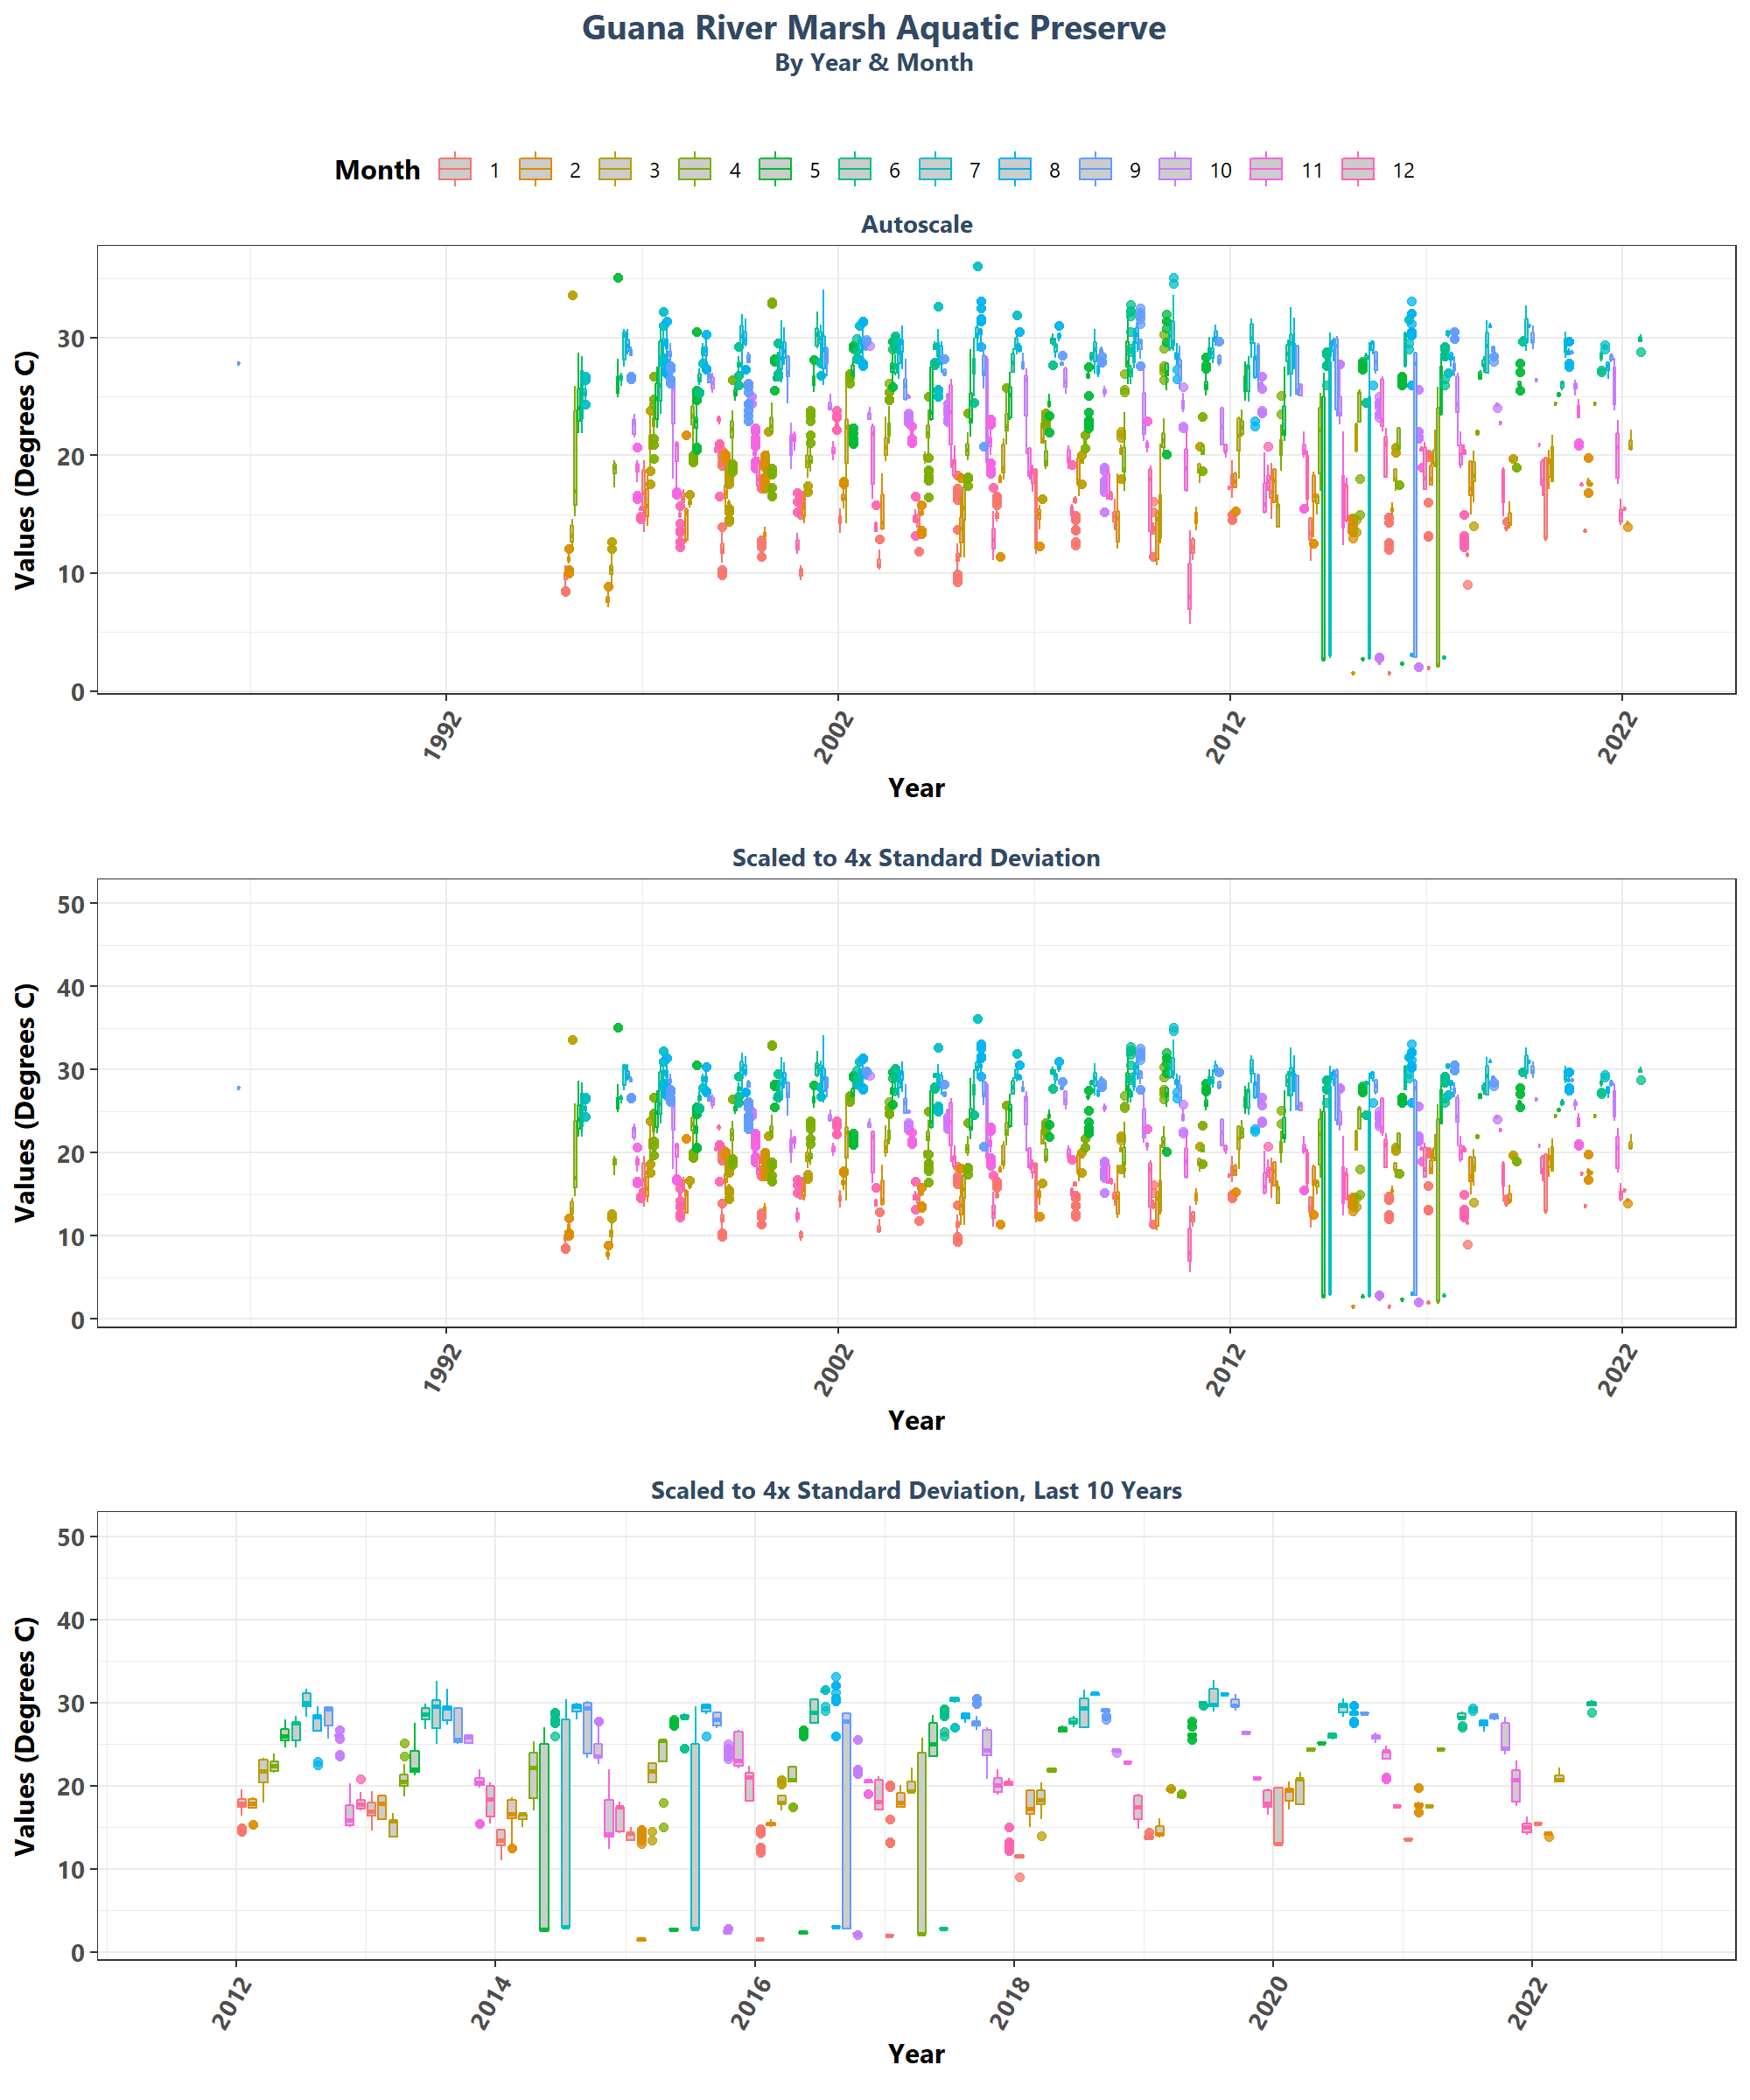 Guana River Marsh Aquatic Preserve
By Year & Month
Month 1 2 3 4 5 6 7 8 9 10 11 12
Autoscale
Values (Degrees C)
30
20
10
0
1992 2002 2012 2022
Year
Scaled to 4x Standard Deviation
Values (Degrees C)
50
40
30
20
10
0
1992 2002 2012 2022
Year
Scaled to 4x Standard Deviation, Last 10 Years
Values (Degrees C)
50
40
30
20
10
0
2012 2014 2016 2018 2020 2022
Year